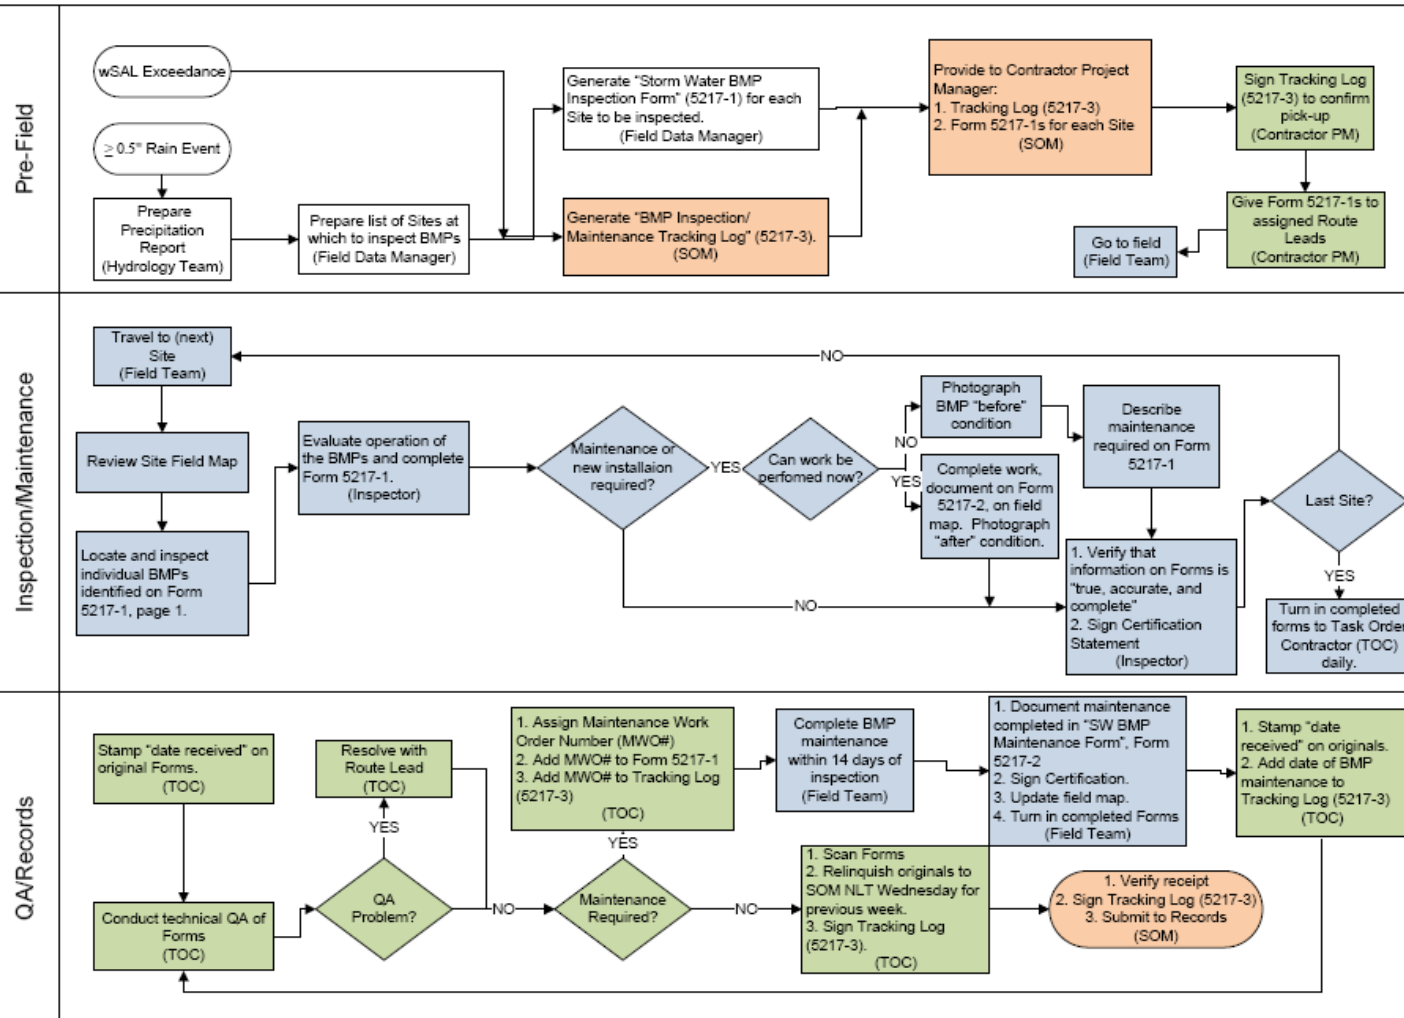 Pre-Field
wSAL Exceedance
≥ 0.5" Rain Event
Prepare
Precipitation
Report
(Hydrology Team)
Prepare list of Sites at
which to inspect BMPs
(Field Data Manager)
Generate "Storm Water BMP
Inspection Form" (5217-1) for each
Site to be inspected.
(Field Data Manager)
Generate "BMP Inspection/
Maintenance Tracking Log" (5217-3).
(SOM)
Provide to Contractor Project
Manager:
1. Tracking Log (5217-3)
2. Form 5217-1s for each Site
(SOM)
Sign Tracking Log
(5217-3) to confirm
pick-up
(Contractor PM)
Give Form 5217-1s to
assigned Route
Leads
(Contractor PM)
Go to field
(Field Team)
Inspection/Maintenance
Travel to (next)
Site
(Field Team)
Review Site Field Map
Locate and inspect
individual BMPs
identified on Form
5217-1, page 1.
Evaluate operation of
the BMPs and complete
Form 5217-1.
(Inspector)
Maintenance or
new installaion
required?
YES
NO
Can work be
perfomed now?
NO
YES
Photograph
BMP "before"
condition
Complete work,
document on Form
5217-2, on field
map. Photograph
"after" condition.
Describe
maintenance
required on Form
5217-1
1. Verify that
information on Forms is
"true, accurate, and
complete"
2. Sign Certification
Statement
(Inspector)
Last Site?
NO
YES
Turn in completed
forms to Task Order
Contractor (TOC)
daily.
QA/Records
Stamp "date received" on
original Forms.
(TOC)
Conduct technical QA of
Forms
(TOC)
QA
Problem?
YES
Resolve with
Route Lead
(TOC)
NO
Maintenance
Required?
YES
1. Assign Maintenance Work
Order Number (MWO#)
2. Add MWO# to Form 5217-1
3. Add MWO# to Tracking Log
(5217-3)
(TOC)
Complete BMP
maintenance
within 14 days of
inspection
(Field Team)
1. Document maintenance
completed in "SW BMP
Maintenance Form", Form
5217-2
2. Sign Certification.
3. Update field map.
4. Turn in completed Forms
(Field Team)
1. Stamp "date
received" on originals.
2. Add date of BMP
maintenance to
Tracking Log (5217-3)
(TOC)
NO
1. Scan Forms
2. Relinquish originals to
SOM NLT Wednesday for
previous week.
3. Sign Tracking Log
(5217-3).
(TOC)
1. Verify receipt
2. Sign Tracking Log (5217-3)
3. Submit to Records
(SOM)